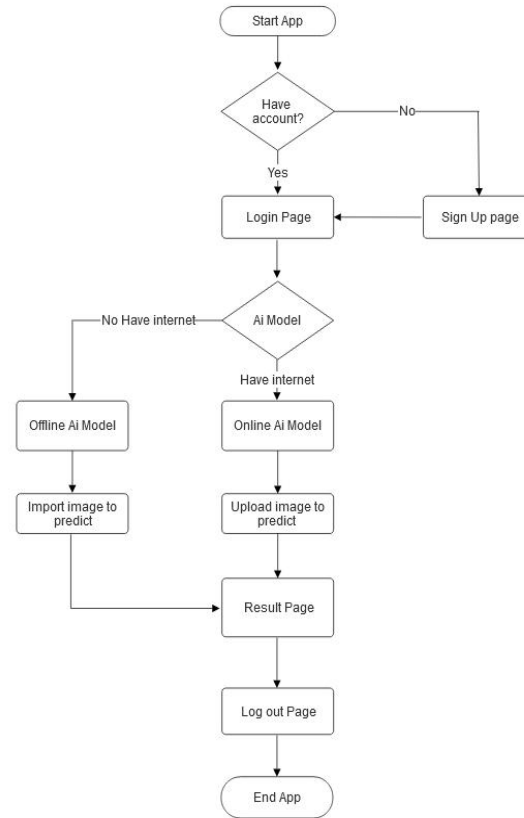 Start App
Have
account?
No
Yes
Login Page
Sign Up page
No Have internet
Ai Model
Have internet
Offline Ai Model
Online Ai Model
Import image to
predict
Upload image to
predict
Result Page
Log out Page
End App